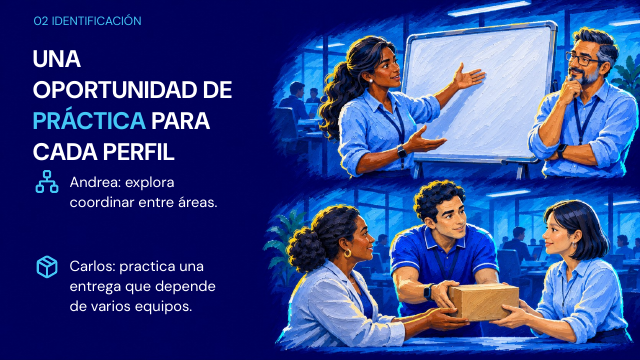 02 IDENTIFICACIÓN
UNA
OPORTUNIDAD DE
PRÁCTICA PARA
CADA PERFIL
Andrea: explora
coordinar entre áreas.
Carlos: practica una
entrega que depende
de varios equipos.